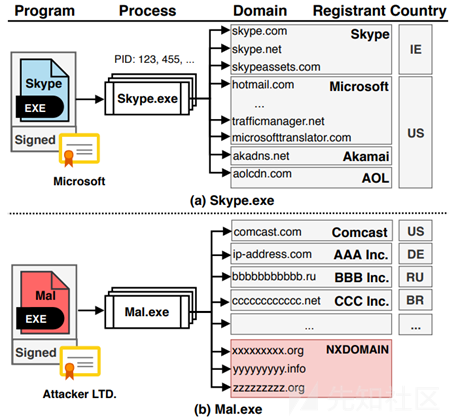 Program Process Domain Registrant Country
Skype
EXE
Signed
Microsoft
PID: 123, 455, ...
Skype.exe
skype.com Skype IE
skype.net
skypeassets.com
hotmail.com Microsoft US
...
trafficmanager.net
microsofttranslator.com
akadns.net Akamai
aolcdn.com AOL
(a) Skype.exe
Mal
EXE
Signed
Attacker LTD.
Mal.exe
comcast.com Comcast US
ip-address.com AAA Inc. DE
bbbbbbbbbbb.ru BBB Inc. RU
cccccccccccc.net CCC Inc. BR
... ...
xxxxxxxxx.org NXDOMAIN
yyyyyyyyy.info
zzzzzzzzz.org
(b) Mal.exe
先知社区